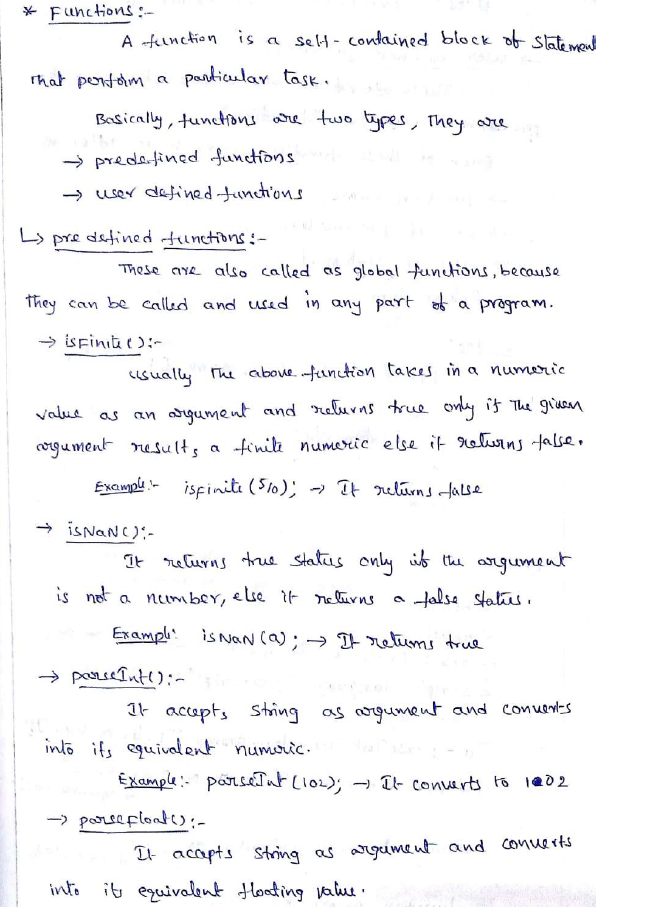 * Functions :-
A function is a self-contained block of statement
that perform a particular task.
Basically, functions are two types, They are
→ predefined functions
→ user defined functions
↳ pre defined functions :-
These are also called as global functions, because
they can be called and used in any part of a program.
→ isFinite():-
usually The above function takes in a numeric
value as an argument and returns true only if The given
argument results a finite numeric else it returns false.
Example:- isfinite(5/0); → It returns false
→ isNaN():-
It returns true status only if the argument
is not a number, else it returns a false status.
Example: isNaN(a); → It returns true
→ parseInt():-
It accepts string as argument and converts
into its equivalent numeric.
Example:- parseInt(102); → It converts to 102
→ parseFloat():-
It accepts string as argument and converts
into its equivalent floating value.